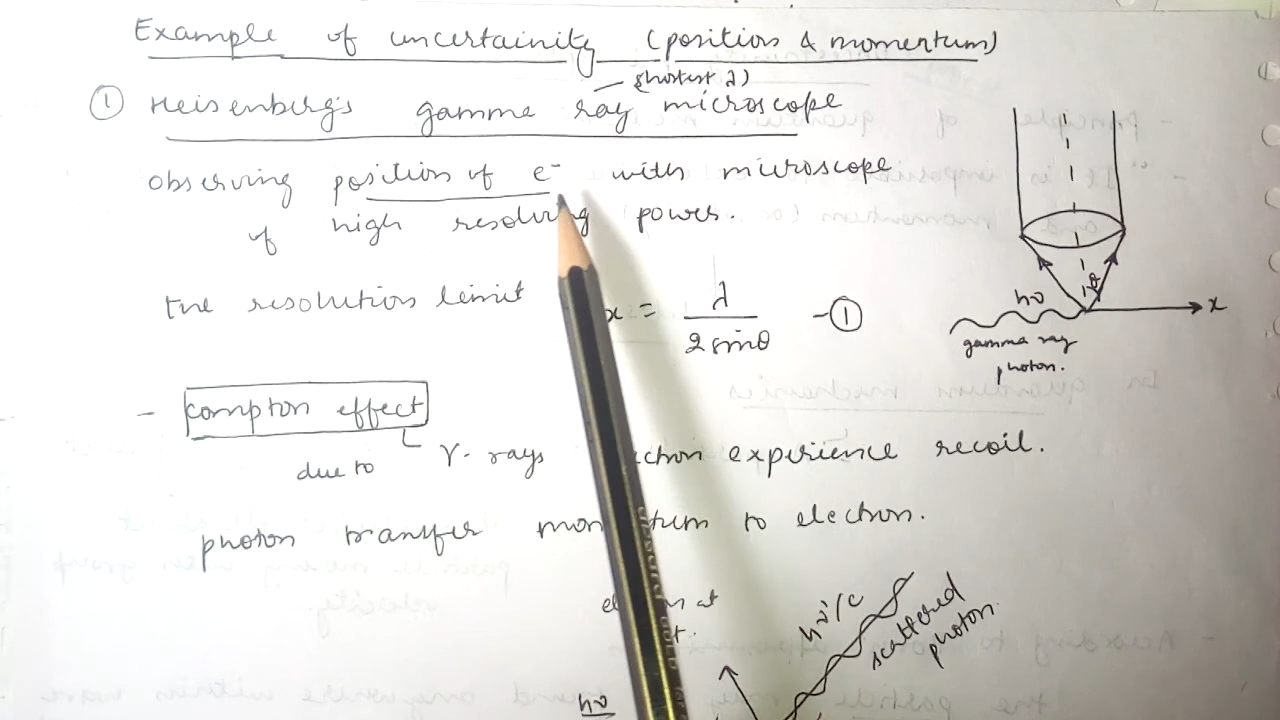 Example of uncertainity (position & momentum)
(shortest λ)
① Heisenberg's gamma ray microscope
observing position of e⁻ with microscope
of high resolving power.
the resolution limit x = λ / 2 sinθ -①
hν
θ
x
gamma ray
photon.
- compton effect
due to γ-rays experience recoil.
photon transfer to electron.
at
hν'/c
scattered
photon
hν